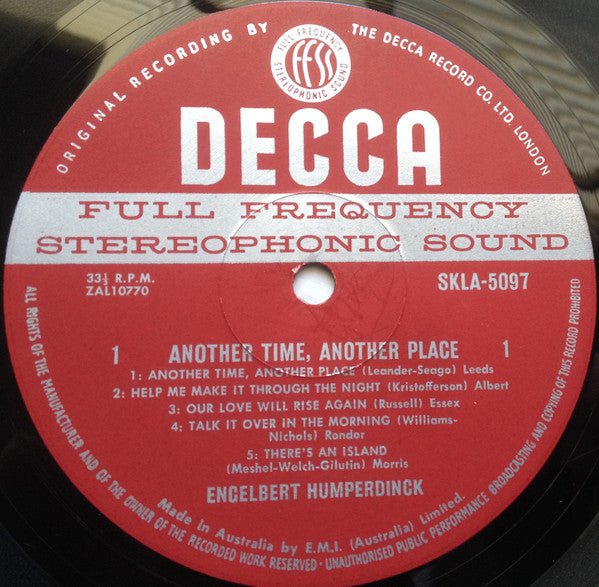 ORIGINAL RECORDING BY
THE DECCA RECORD CO. LTD. LONDON
FULL FREQUENCY
FFSS
STEREOPHONIC SOUND
DECCA
FULL FREQUENCY
STEREOPHONIC SOUND
33⅓ R.P.M.
ZAL10770
SKLA-5097
1 ANOTHER TIME, ANOTHER PLACE 1
1: ANOTHER TIME, ANOTHER PLACE (Leander-Seago) Leeds
2: HELP ME MAKE IT THROUGH THE NIGHT (Kristofferson) Albert
3: OUR LOVE WILL RISE AGAIN (Russell) Essex
4: TALK IT OVER IN THE MORNING (Williams-
Nichols) Rondor
5: THERE'S AN ISLAND
(Meshel-Welch-Gilutin) Morris
ENGELBERT HUMPERDINCK
Made in Australia by E.M.I. (Australia) Limited.
ALL RIGHTS OF THE MANUFACTURER AND OF THE OWNER OF THE RECORDED WORK RESERVED - UNAUTHORISED PUBLIC PERFORMANCE BROADCASTING AND COPYING OF THIS RECORD PROHIBITED